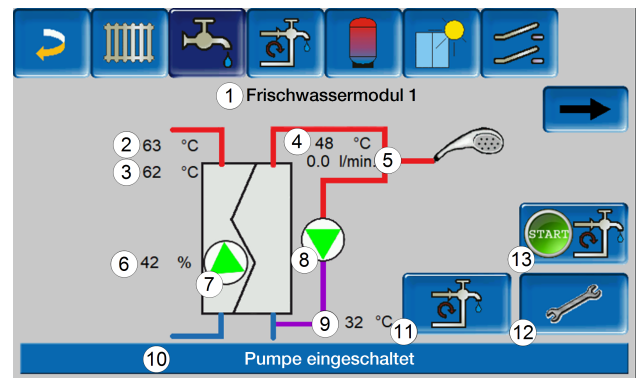 1 Frischwassermodul 1
2 63 °C
3 62 °C
4 48 °C
0.0 l/min. 5
6 42 %
7
8
9 32 °C
START
13
11
12
10 Pumpe eingeschaltet